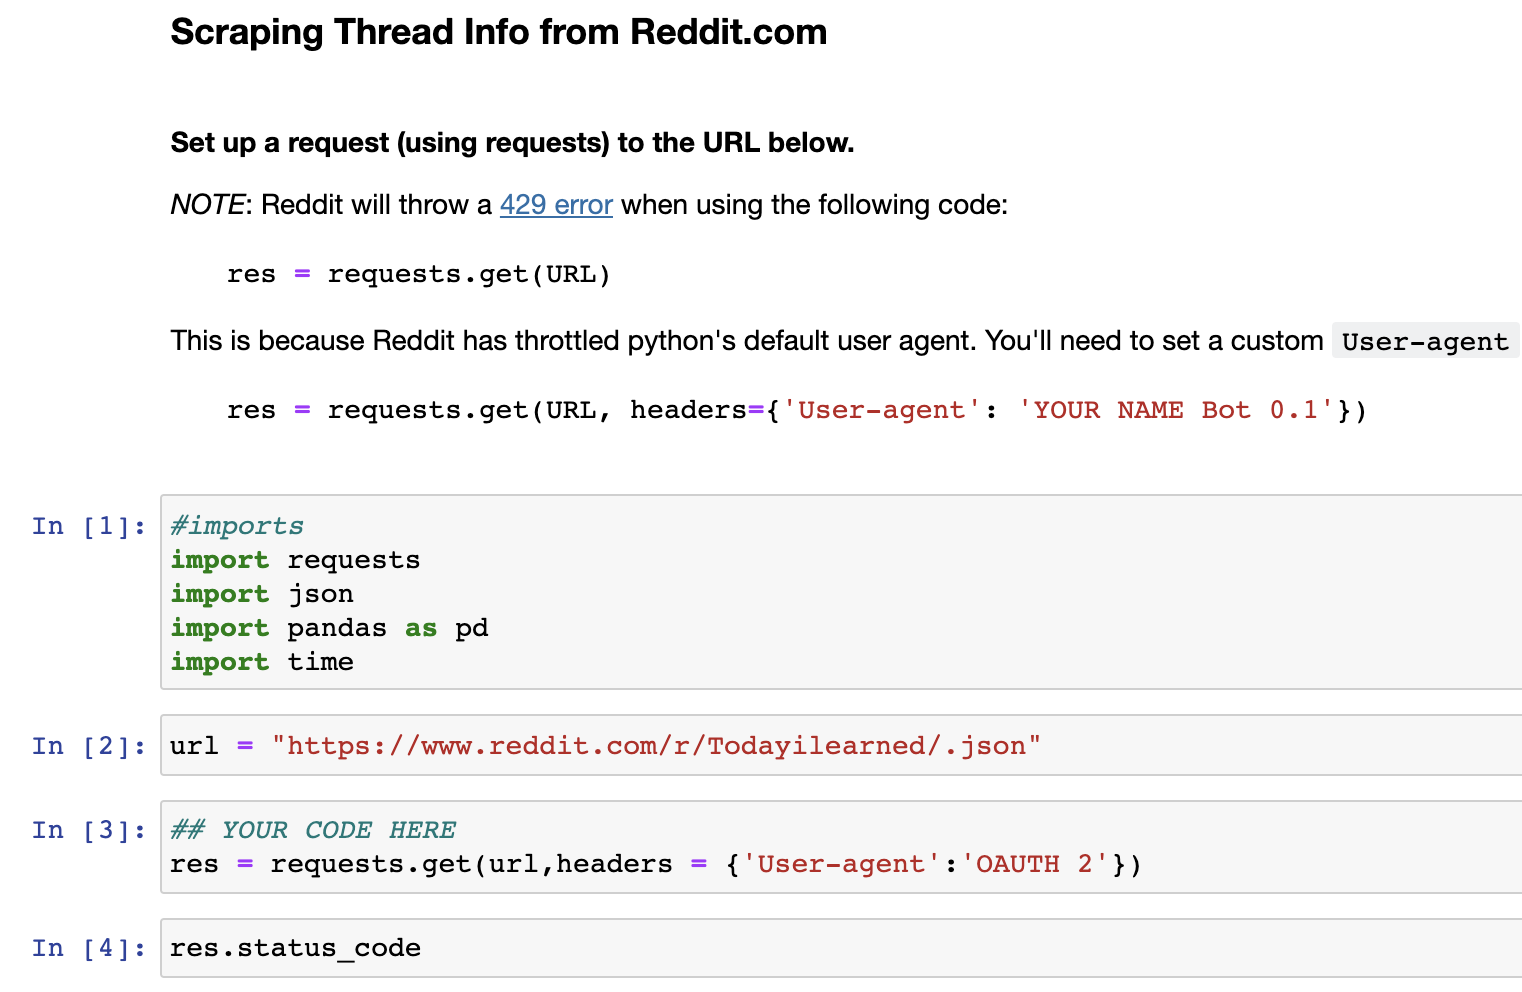 Scraping Thread Info from Reddit.com
Set up a request (using requests) to the URL below.
NOTE: Reddit will throw a 429 error when using the following code:
res = requests.get(URL)
This is because Reddit has throttled python's default user agent. You'll need to set a custom User-agent
res = requests.get(URL, headers={'User-agent': 'YOUR NAME Bot 0.1'})
In [1]: #imports
import requests
import json
import pandas as pd
import time
In [2]: url = "https://www.reddit.com/r/Todayilearned/.json"
In [3]: ## YOUR CODE HERE
res = requests.get(url,headers = {'User-agent':'OAUTH 2'})
In [4]: res.status_code